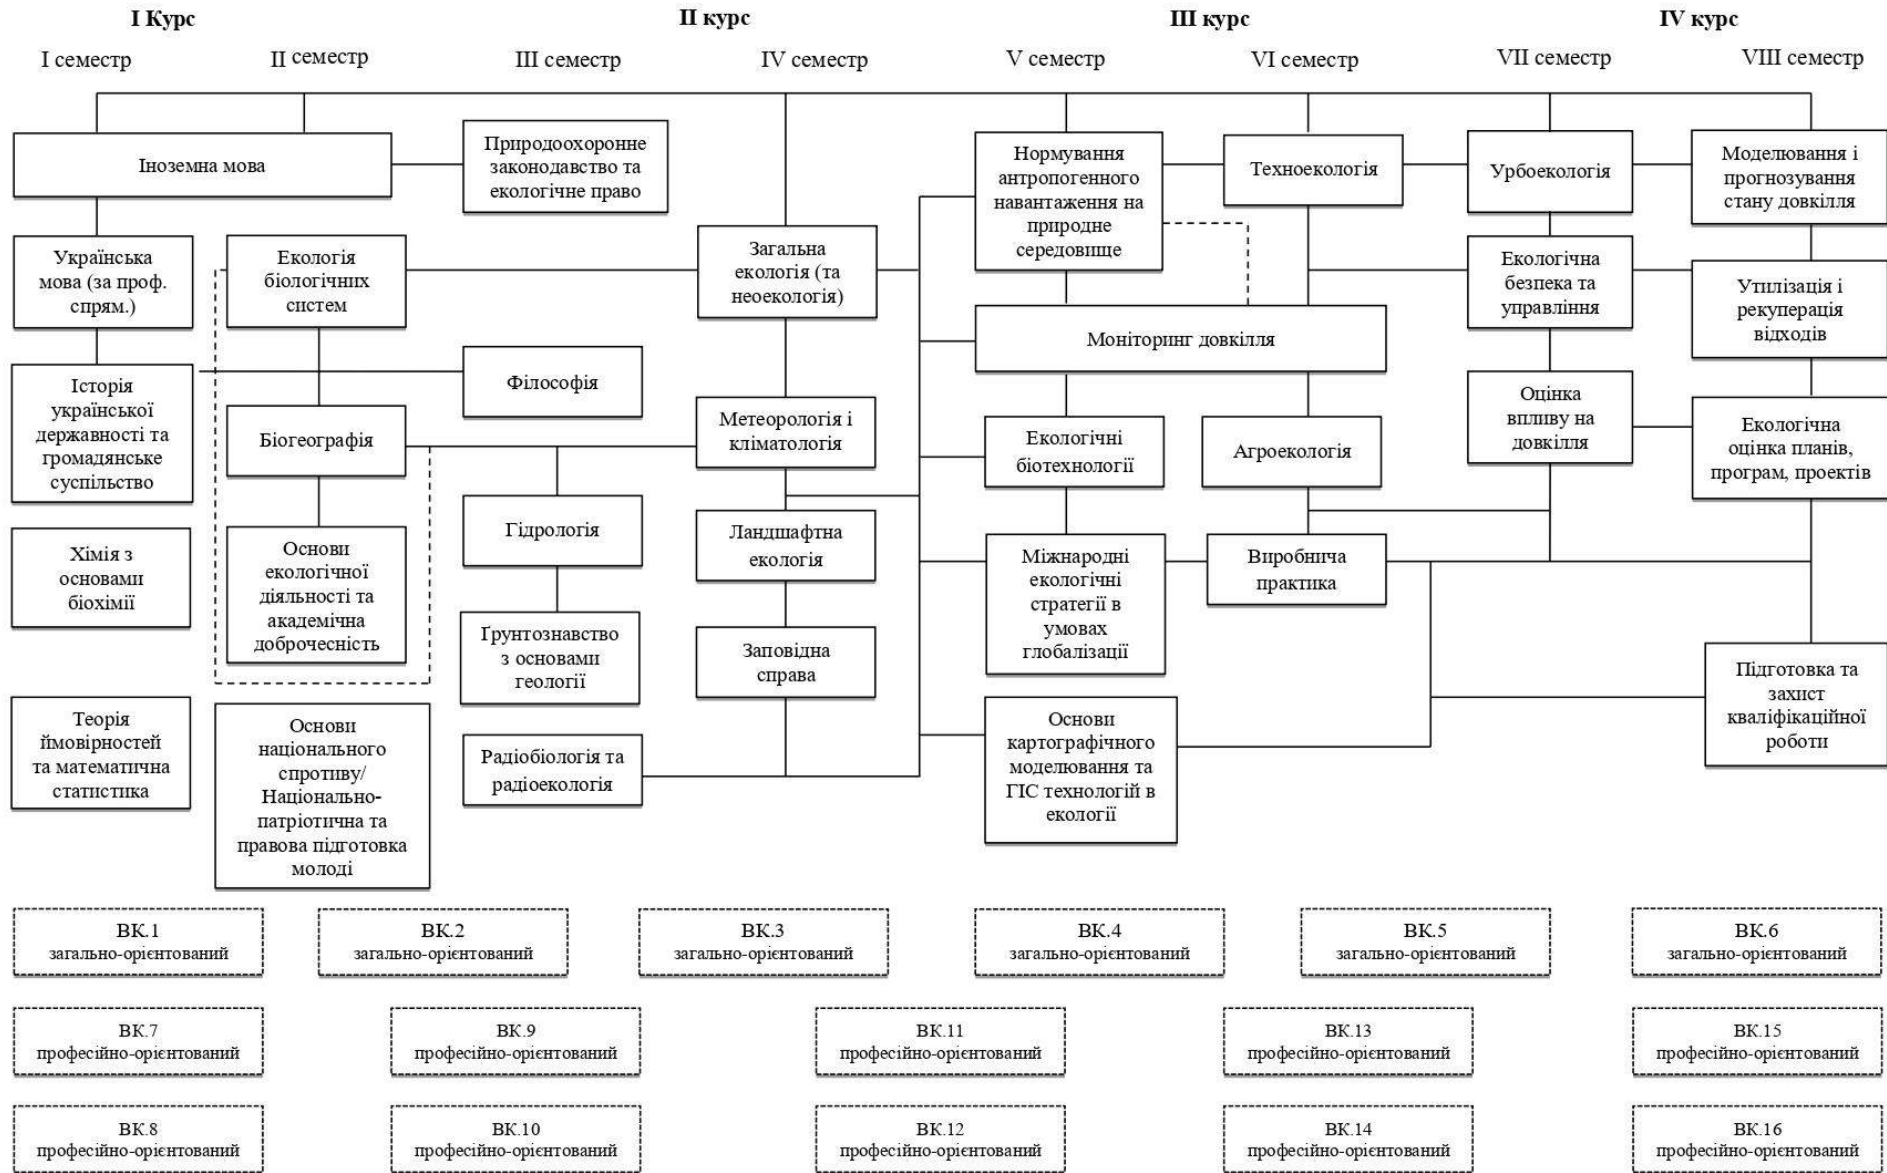 I Курс
II курс
III курс
IV курс
I семестр
II семестр
III семестр
IV семестр
V семестр
VI семестр
VII семестр
VIII семестр
Іноземна мова
Українська
мова (за проф.
спрям.)
Історія
української
державності та
громадянське
суспільство
Хімія з
основами
біохімії
Теорія
ймовірностей
та математична
статистика
Екологія
біологічних
систем
Біогеографія
Основи
екологічної
діяльності та
академічна
доброчесність
Основи
національного
спротиву/
Національно-
патріотична та
правова підготовка
молоді
Природоохоронне
законодавство та
екологічне право
Філософія
Гідрологія
Ґрунтознавство
з основами
геології
Радіобіологія та
радіоекологія
Загальна
екологія (та
неоекологія)
Метеорологія і
кліматологія
Ландшафтна
екологія
Заповідна
справа
Нормування
антропогенного
навантаження на
природне
середовище
Моніторинг довкілля
Екологічні
біотехнології
Міжнародні
екологічні
стратегії в
умовах
глобалізації
Основи
картографічного
моделювання та
ГІС технологій в
екології
Техноекологія
Агроекологія
Виробнича
практика
Урбоекологія
Екологічна
безпека та
управління
Оцінка
впливу на
довкілля
Моделювання і
прогнозування
стану довкілля
Утилізація і
рекуперація
відходів
Екологічна
оцінка планів,
програм, проектів
Підготовка та
захист
кваліфікаційної
роботи
ВК.1
загально-орієнтований
ВК.2
загально-орієнтований
ВК.3
загально-орієнтований
ВК.4
загально-орієнтований
ВК.5
загально-орієнтований
ВК.6
загально-орієнтований
ВК.7
професійно-орієнтований
ВК.9
професійно-орієнтований
ВК.11
професійно-орієнтований
ВК.13
професійно-орієнтований
ВК.15
професійно-орієнтований
ВК.8
професійно-орієнтований
ВК.10
професійно-орієнтований
ВК.12
професійно-орієнтований
ВК.14
професійно-орієнтований
ВК.16
професійно-орієнтований